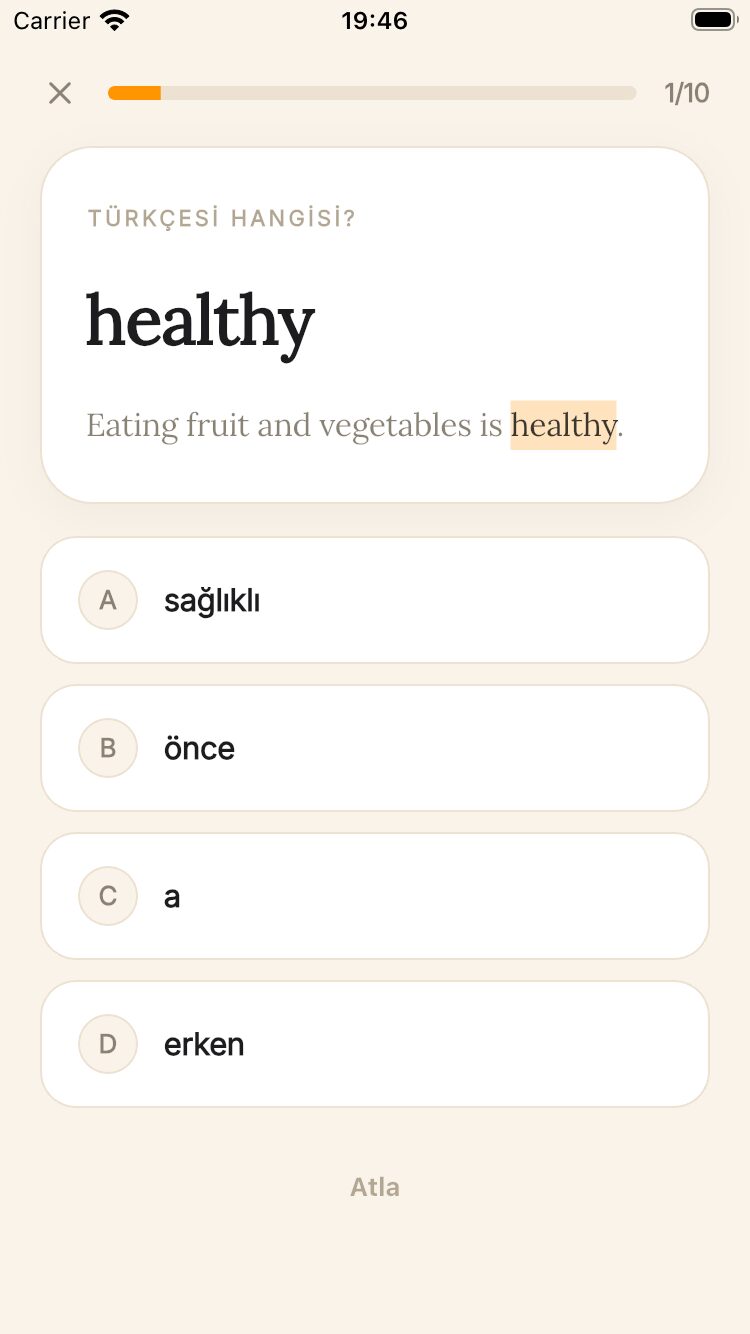 Carrier 19:46
1/10
TÜRKÇESİ HANGİSİ?
healthy
Eating fruit and vegetables is healthy.
A sağlıklı
B önce
C a
D erken
Atla